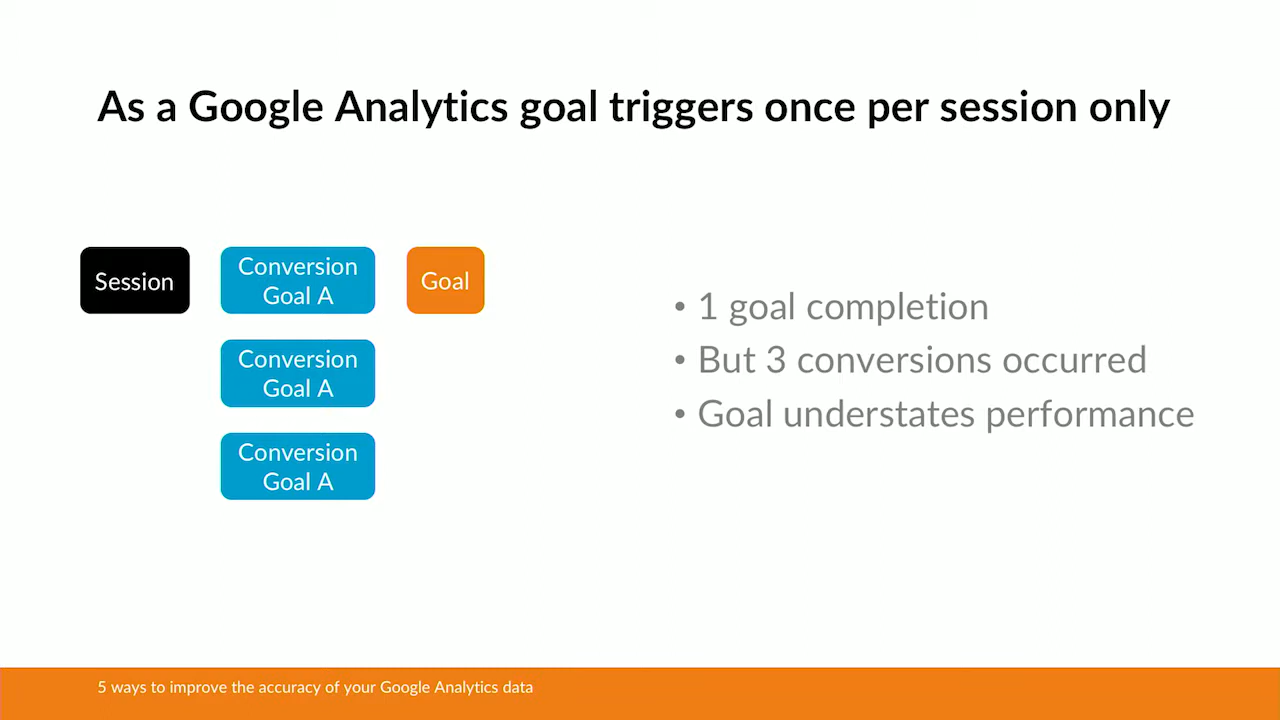 As a Google Analytics goal triggers once per session only
Session
Conversion
Goal A
Goal
Conversion
Goal A
Conversion
Goal A
• 1 goal completion
• But 3 conversions occurred
• Goal understates performance
5 ways to improve the accuracy of your Google Analytics data